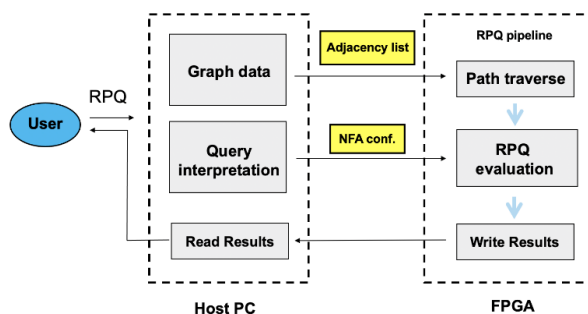 Adjacency list
RPQ pipeline
Graph data
Path traverse
RPQ
User
NFA conf.
Query
interpretation
RPQ
evaluation
Read Results
Write Results
Host PC
FPGA